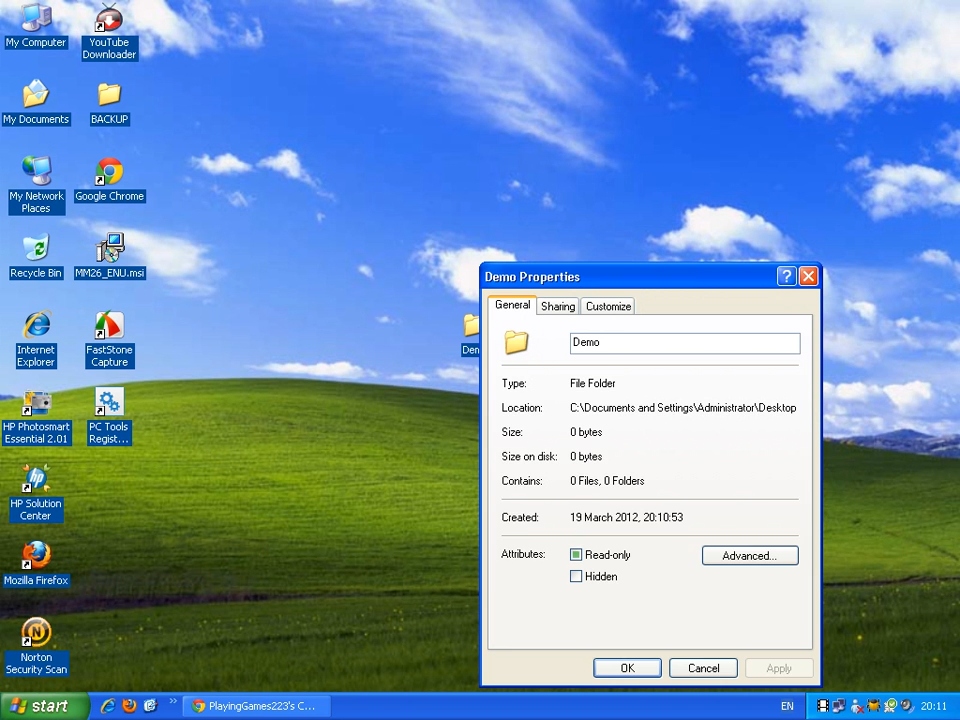 My Computer
YouTube
Downloader
My Documents
BACKUP
My Network
Places
Google Chrome
Recycle Bin
MM26_ENU.msi
Internet
Explorer
FastStone
Capture
HP Photosmart
Essential 2.01
PC Tools
Regist...
HP Solution
Center
Mozilla Firefox
Norton
Security Scan
Demo Properties
General
Sharing
Customize
Demo
Type:
File Folder
Location:
C:\Documents and Settings\Administrator\Desktop
Size:
0 bytes
Size on disk:
0 bytes
Contains:
0 Files, 0 Folders
Created:
19 March 2012, 20:10:53
Attributes:
Read-only
Advanced...
Hidden
OK
Cancel
Apply
start
PlayingGames223's C...
EN
20:11